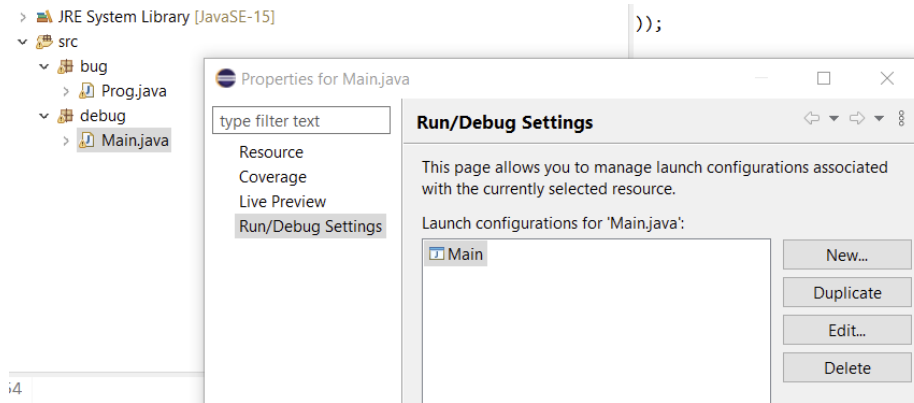 JRE System Library [JavaSE-15]
src
bug
Prog.java
debug
Main.java
));
Properties for Main.java
type filter text
Resource
Coverage
Live Preview
Run/Debug Settings
Run/Debug Settings
This page allows you to manage launch configurations associated
with the currently selected resource.
Launch configurations for 'Main.java':
Main
New...
Duplicate
Edit...
Delete